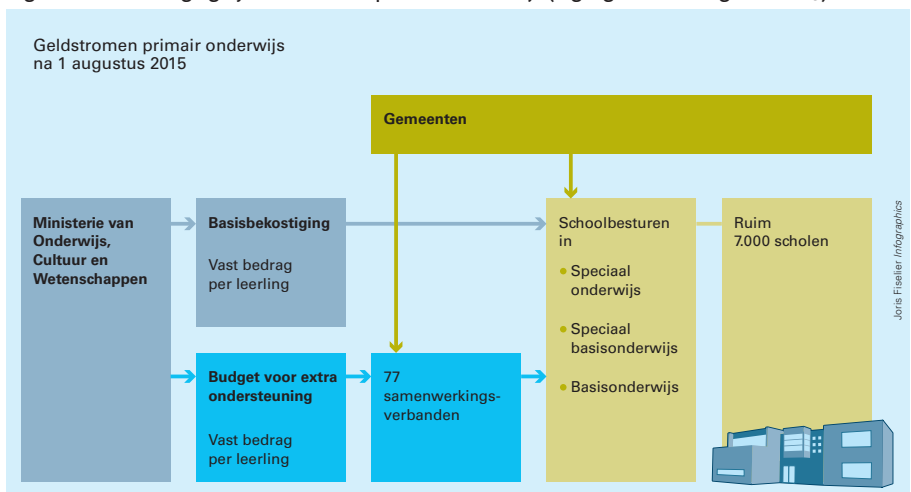 Geldstromen primair onderwijs
na 1 augustus 2015
Gemeenten
Ministerie van
Onderwijs,
Cultuur en
Wetenschappen
Basisbekostiging
Vast bedrag
per leerling
Schoolbesturen
in
Speciaal
onderwijs
Speciaal
basisonderwijs
Basisonderwijs
Ruim
7.000 scholen
Budget voor extra
ondersteuning
Vast bedrag
per leerling
77
samenwerkings-
verbanden
Joris Fiselier Infographics